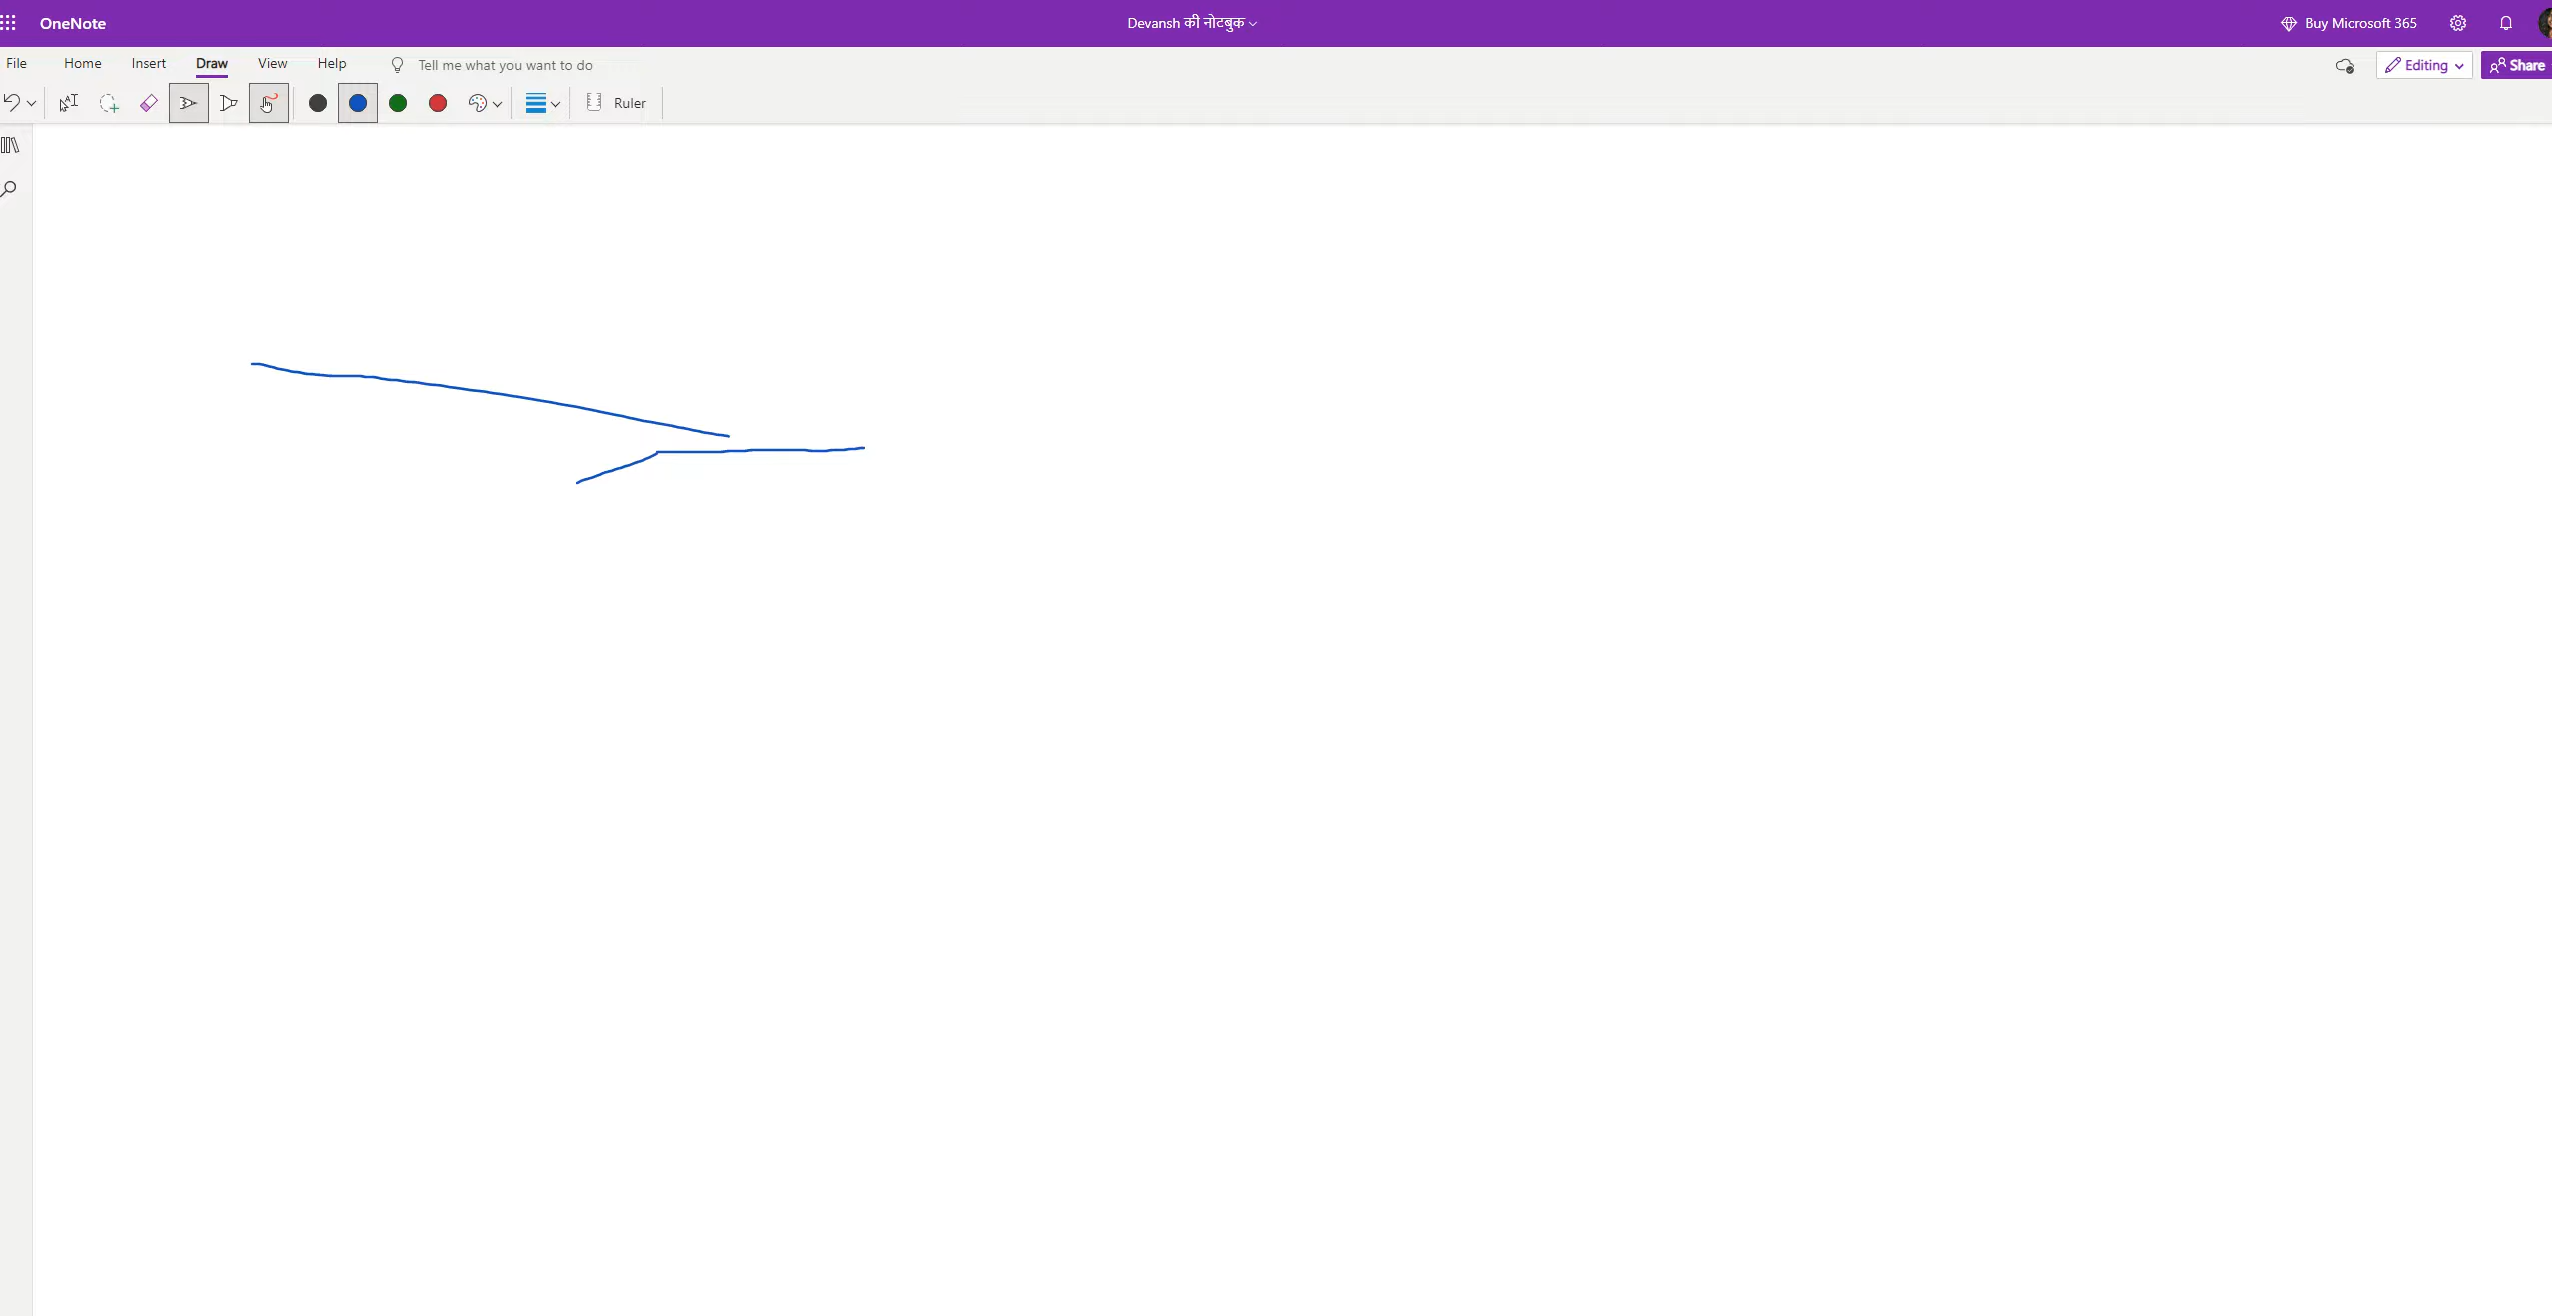 OneNote
Devansh की नोटबुक
Buy Microsoft 365
File Home Insert Draw View Help Tell me what you want to do
Editing Share
Ruler